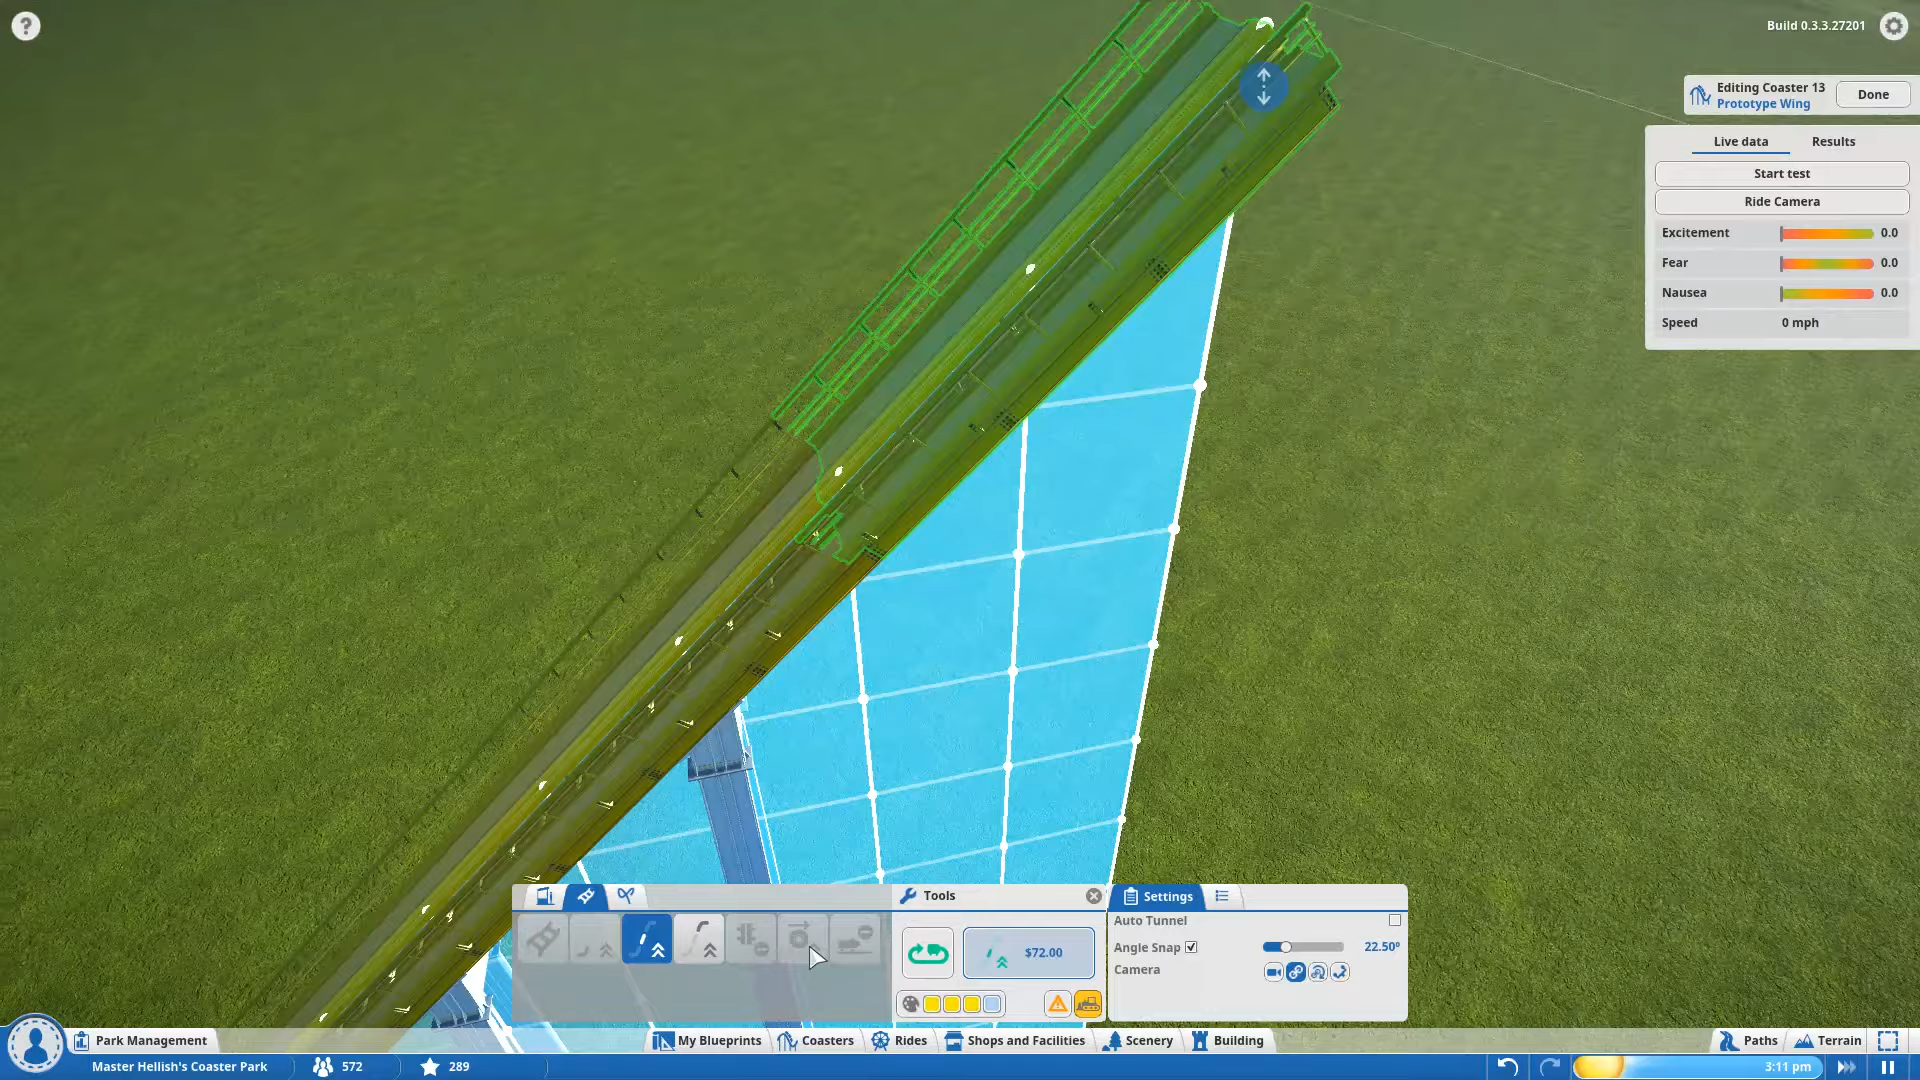 ?
Build 0.3.3.27201
Editing Coaster 13
Prototype Wing
Done
Live data
Results
Start test
Ride Camera
Excitement 0.0
Fear 0.0
Nausea 0.0
Speed 0 mph
Tools
Settings
Auto Tunnel
Angle Snap 22.50°
Camera
$72.00
Park Management
My Blueprints
Coasters
Rides
Shops and Facilities
Scenery
Building
Paths
Terrain
Master Hellish's Coaster Park
572
289
3:11 pm